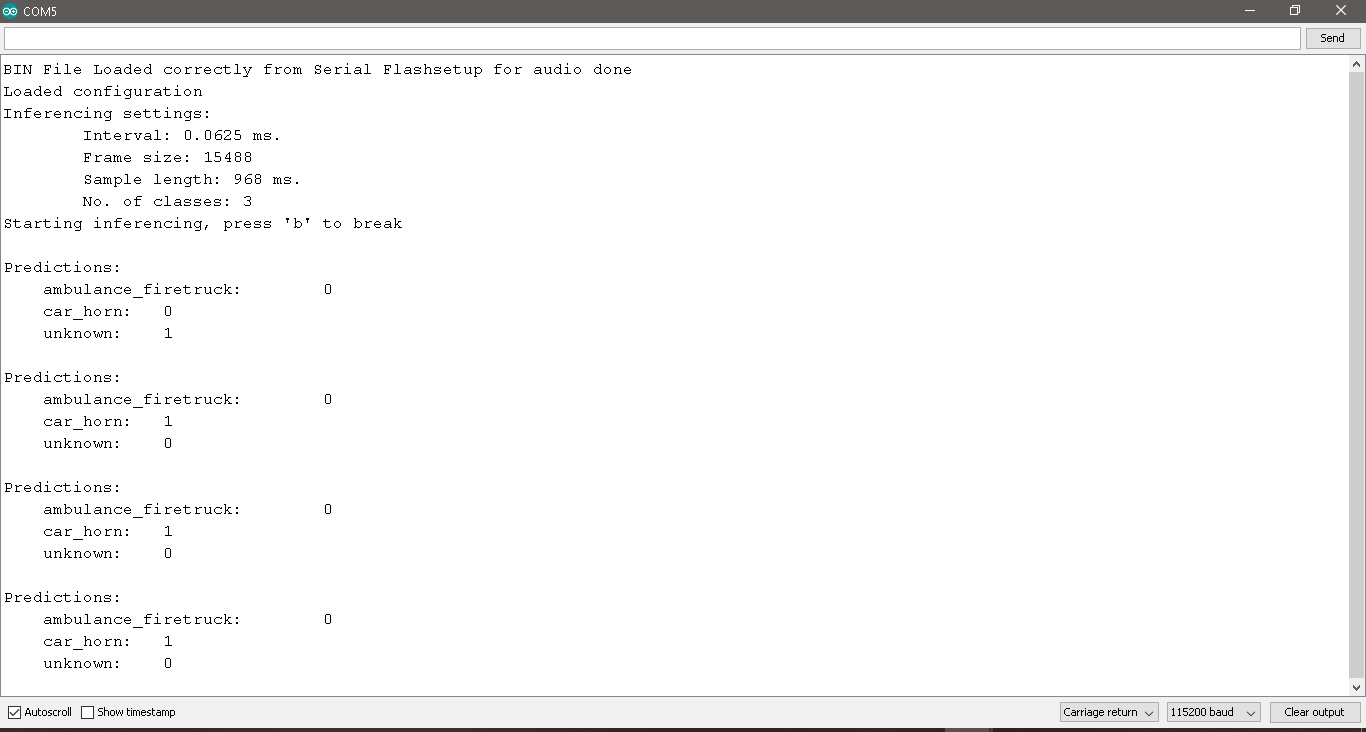 COM5
Send
BIN File Loaded correctly from Serial Flashsetup for audio done
Loaded configuration
Inferencing settings:
Interval: 0.0625 ms.
Frame size: 15488
Sample length: 968 ms.
No. of classes: 3
Starting inferencing, press 'b' to break
Predictions:
ambulance_firetruck: 0
car_horn: 0
unknown: 1
Predictions:
ambulance_firetruck: 0
car_horn: 1
unknown: 0
Predictions:
ambulance_firetruck: 0
car_horn: 1
unknown: 0
Predictions:
ambulance_firetruck: 0
car_horn: 1
unknown: 0
Autoscroll Show timestamp Carriage return 115200 baud Clear output